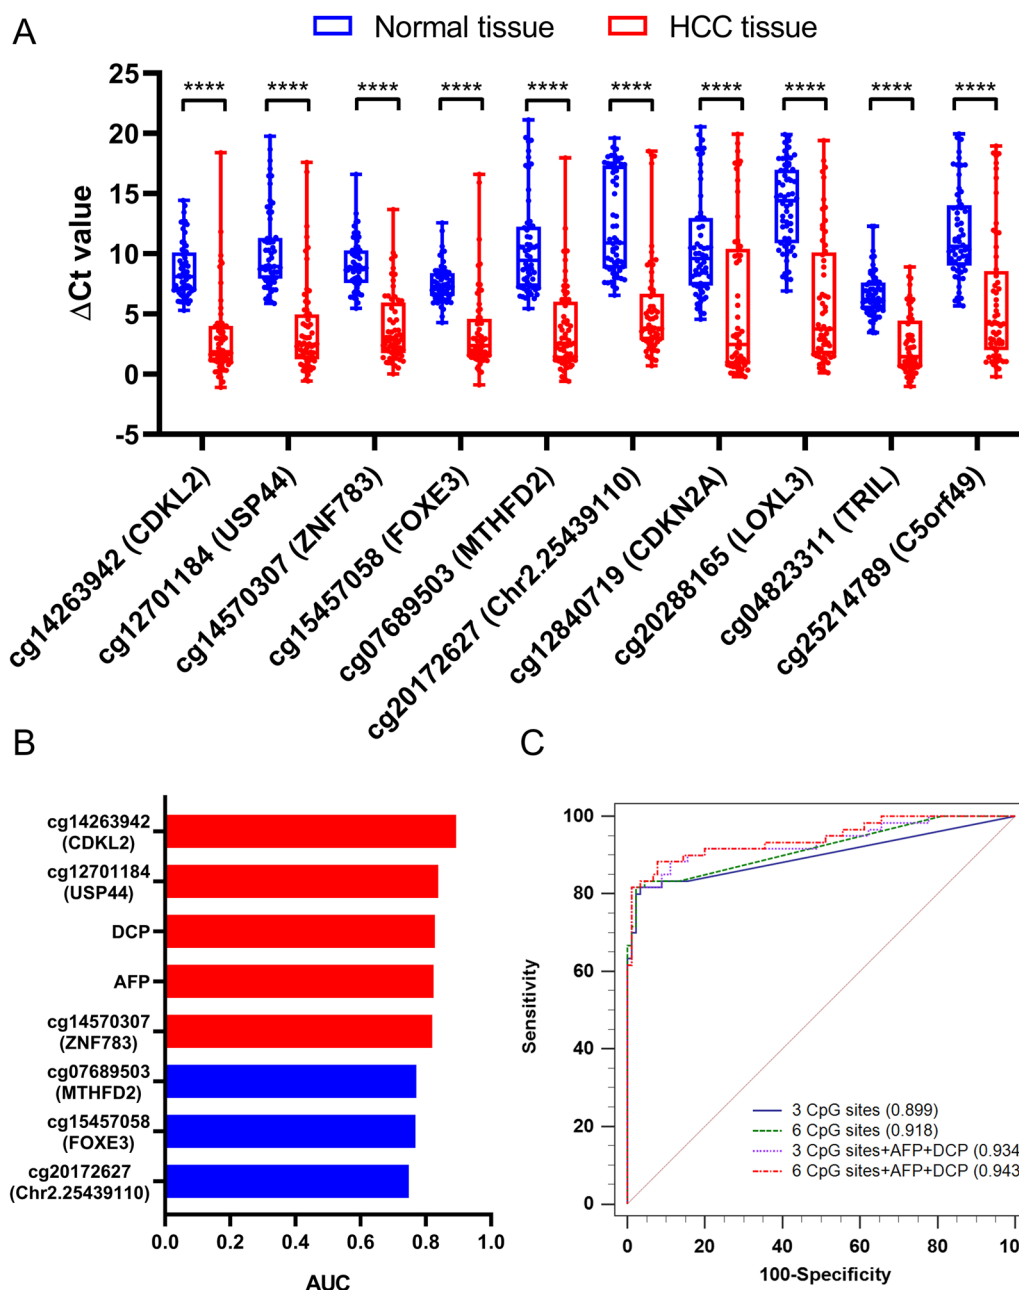 A
Normal tissue
HCC tissue
25
20
15
10
5
0
-5
ΔCt value
****
****
****
****
****
****
****
****
****
****
cg14263942 (CDKL2)
cg12701184 (USP44)
cg14570307 (ZNF783)
cg15457058 (FOXE3)
cg07689503 (MTHFD2)
cg20172627 (Chr2.25439110)
cg12840719 (CDKN2A)
cg20288165 (LOXL3)
cg04823311 (TRIL)
cg25214789 (C5orf49)
B
cg14263942
(CDKL2)
cg12701184
(USP44)
DCP
AFP
cg14570307
(ZNF783)
cg07689503
(MTHFD2)
cg15457058
(FOXE3)
cg20172627
(Chr2.25439110)
0.0
0.2
0.4
0.6
0.8
1.0
AUC
C
100
80
60
40
20
0
Sensitivity
3 CpG sites (0.899)
6 CpG sites (0.918)
3 CpG sites+AFP+DCP (0.934
6 CpG sites+AFP+DCP (0.943
0
20
40
60
80
10
100-Specificity